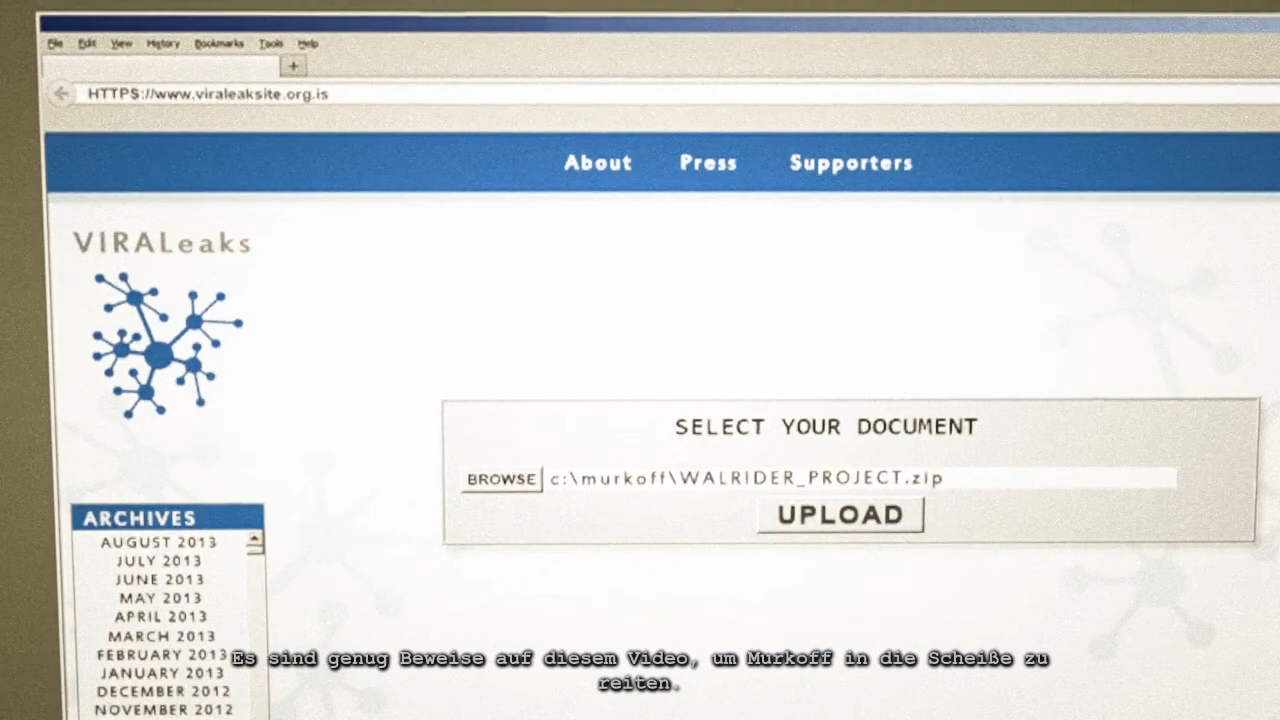 File Edit View History Bookmarks Tools Help
+
HTTPS://www.viraleaksite.org.is
About Press Supporters
VIRALeaks
SELECT YOUR DOCUMENT
BROWSE c:\murkoff\WALRIDER_PROJECT.zip
UPLOAD
ARCHIVES
AUGUST 2013
JULY 2013
JUNE 2013
MAY 2013
APRIL 2013
MARCH 2013
FEBRUARY 2013
JANUARY 2013
DECEMBER 2012
NOVEMBER 2012
Es sind genug Beweise auf diesem Video, um Murkoff in die Scheiße zu
reiten.